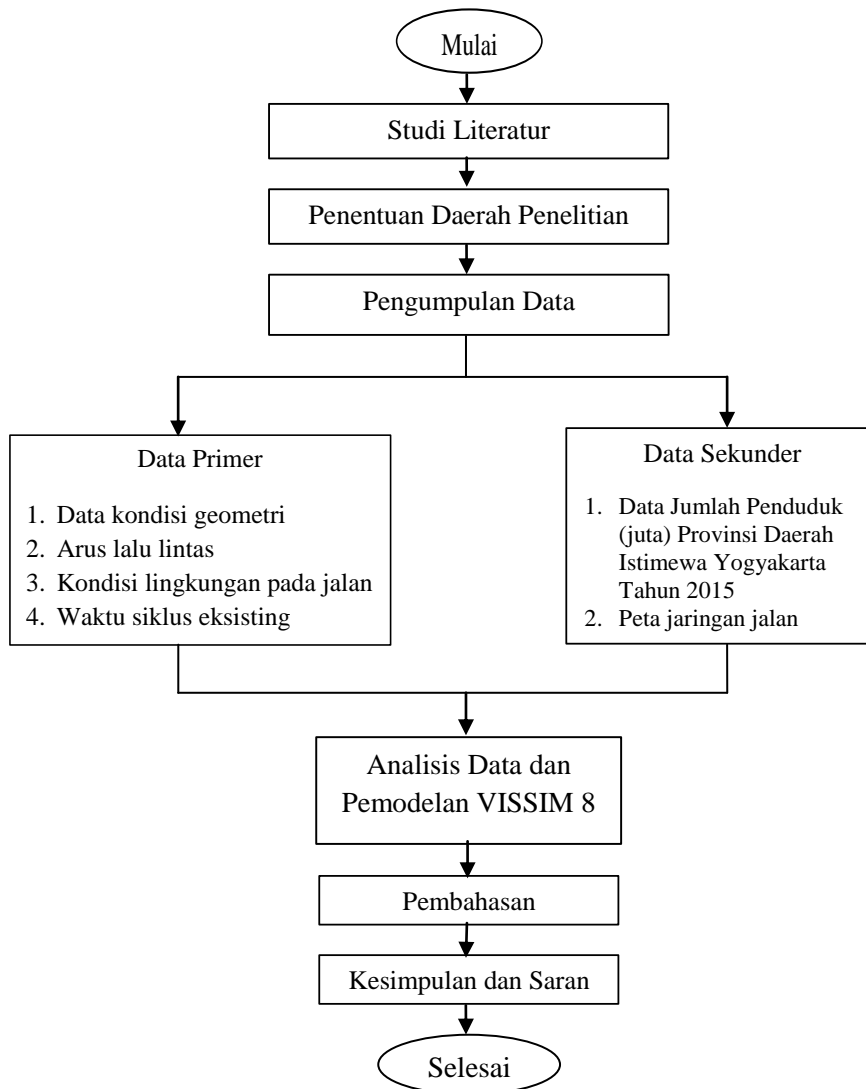 Mulai
Studi Literatur
Penentuan Daerah Penelitian
Pengumpulan Data
Data Primer
1. Data kondisi geometri
2. Arus lalu lintas
3. Kondisi lingkungan pada jalan
4. Waktu siklus eksisting
Data Sekunder
1. Data Jumlah Penduduk
(juta) Provinsi Daerah
Istimewa Yogyakarta
Tahun 2015
2. Peta jaringan jalan
Analisis Data dan
Pemodelan VISSIM 8
Pembahasan
Kesimpulan dan Saran
Selesai